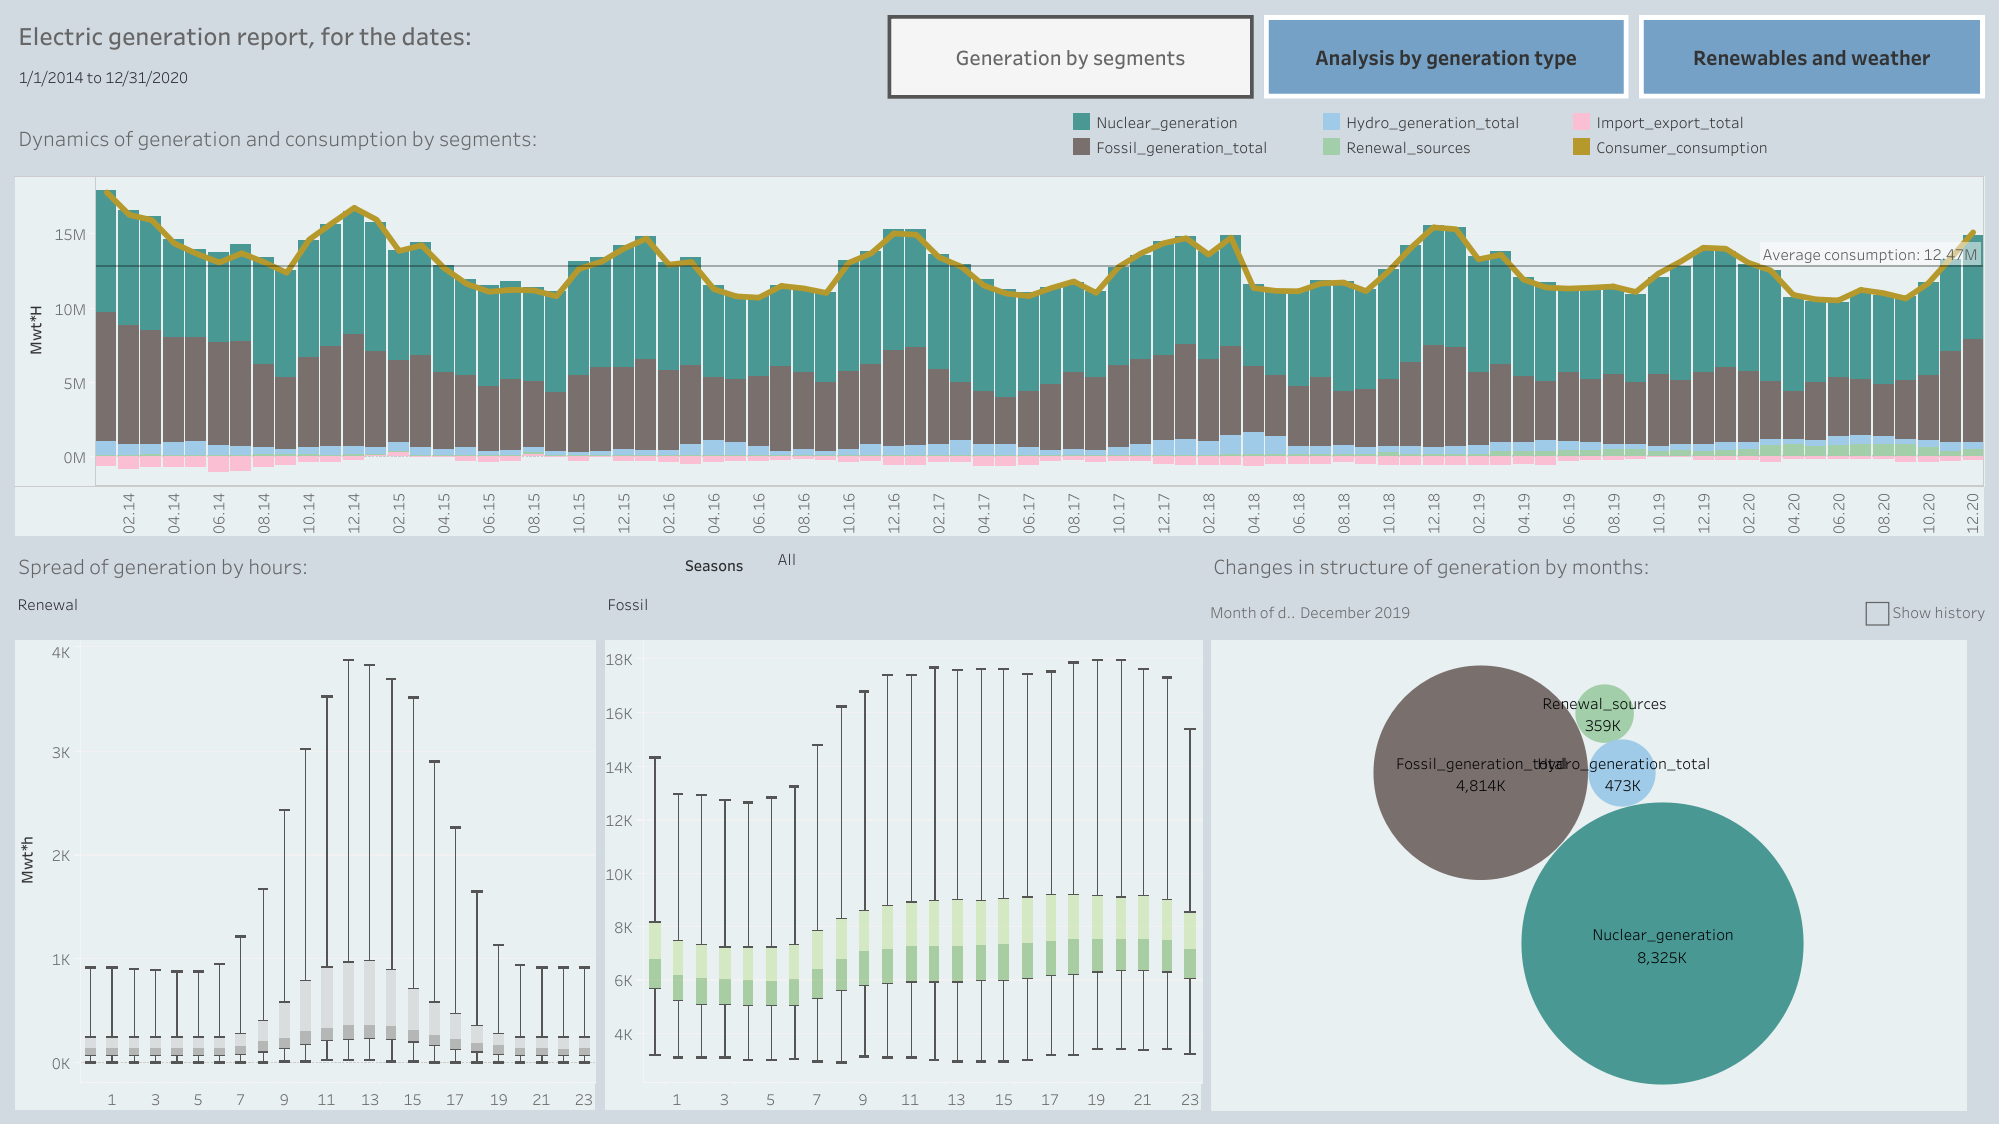 Electric generation report, for the dates:
1/1/2014 to 12/31/2020
Generation by segments
Analysis by generation type
Renewables and weather
Dynamics of generation and consumption by segments:
Nuclear_generation
Hydro_generation_total
Import_export_total
Fossil_generation_total
Renewal_sources
Consumer_consumption
15M
10M
5M
0M
Mwt*H
Average consumption: 12.47M
02.14 04.14 06.14 08.14 10.14 12.14 02.15 04.15 06.15 08.15 10.15 12.15 02.16 04.16 06.16 08.16 10.16 12.16 02.17 04.17 06.17 08.17 10.17 12.17 02.18 04.18 06.18 08.18 10.18 12.18 02.19 04.19 06.19 08.19 10.19 12.19 02.20 04.20 06.20 08.20 10.20 12.20
Spread of generation by hours:
Seasons
All
Renewal
4K
3K
2K
1K
0K
Mwt*h
1 3 5 7 9 11 13 15 17 19 21 23
Fossil
18K
16K
14K
12K
10K
8K
6K
4K
1 3 5 7 9 11 13 15 17 19 21 23
Changes in structure of generation by months:
Month of d.. December 2019
Show history
Renewal_sources
359K
Fossil_generation_total
4,814K
Hydro_generation_total
473K
Nuclear_generation
8,325K